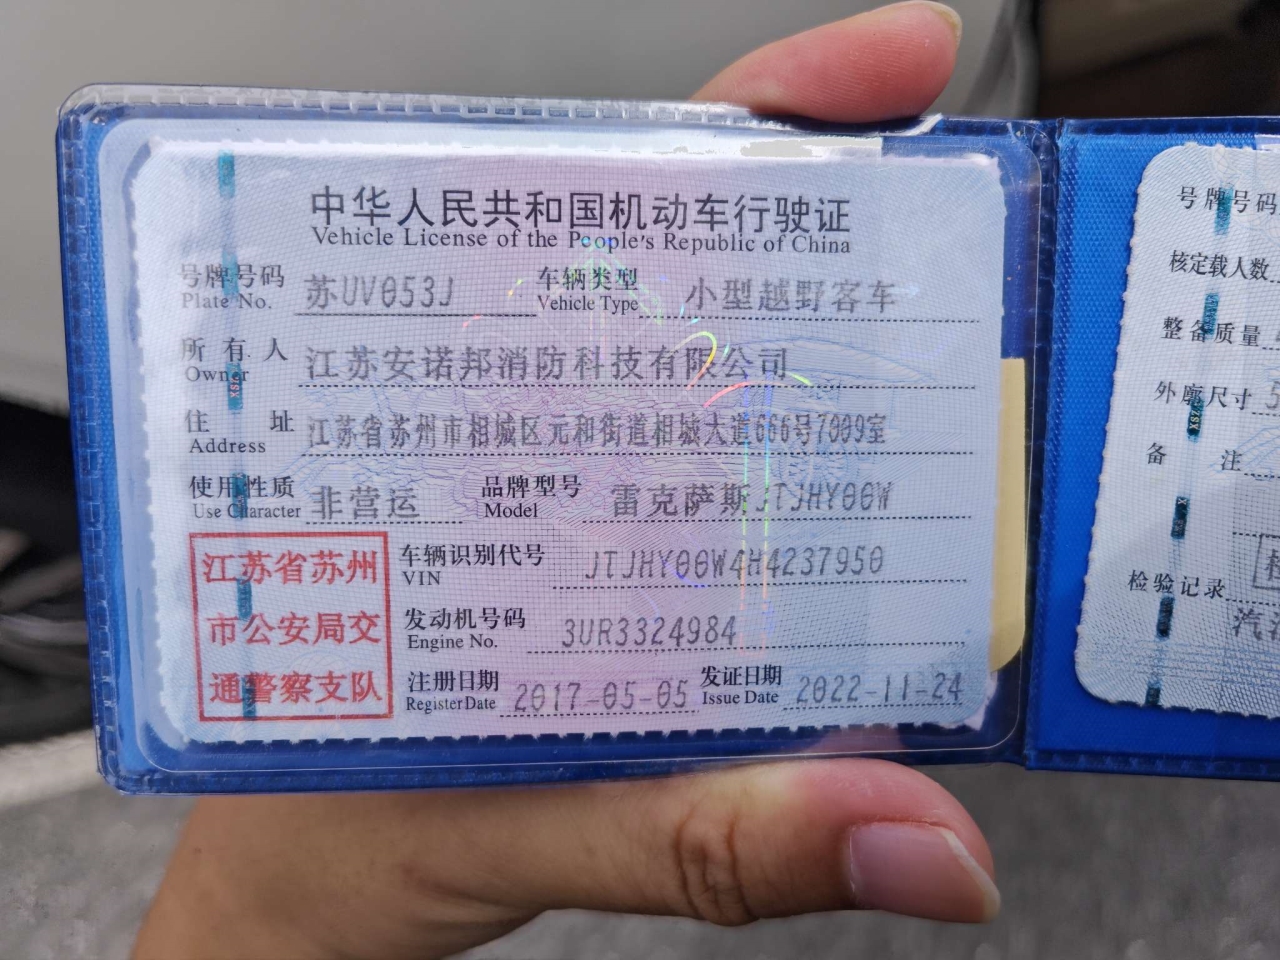 中华人民共和国机动车行驶证
Vehicle License of the People's Republic of China
号牌号码 苏UV053J 车辆类型 小型越野客车
Plate No. Vehicle Type
所有人 江苏安诺邦消防科技有限公司
Owner
住址 江苏省苏州市相城区元和街道相城大道666号7009室
Address
使用性质 非营运 品牌型号 雷克萨斯JTJHY00W
Use Character Model
江苏省苏州
市公安局交
通警察支队
车辆识别代号 JTJHY00W4H4237950
VIN
发动机号码 3UR3324984
Engine No.
注册日期 2017-05-05 发证日期 2022-11-24
Register Date Issue Date
号牌号码
核定载人数
整备质量
外廓尺寸 5
备注
检验记录